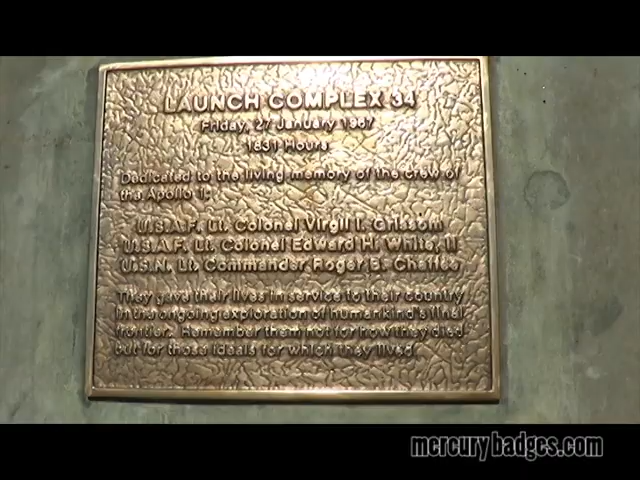 LAUNCH COMPLEX 34
Friday, 27 January 1967
1831 Hours
Dedicated to the living memory of the crew of
the Apollo 1:
U.S.A.F. Lt. Colonel Virgil I. Grissom
U.S.A.F. Lt. Colonel Edward H. White, II
U.S.N. Lt. Commander Roger B. Chaffee
They gave their lives in service to their country
in the ongoing exploration of humankind's final
frontier. Remember them not for how they died
but for those ideals for which they lived
mercurybadges.com